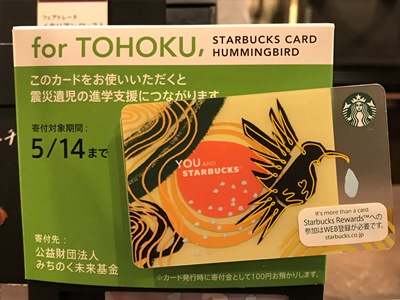 フェアトレード
for TOHOKU,
STARBUCKS CARD
HUMMINGBIRD
このカードをお使いいただくと
震災遺児の進学支援につながります
寄付対象期間：
5/14まで
YOU AND
STARBUCKS
it's more than a card
Starbucks Rewards™への
参加はWEB登録が必要です。
starbucks.co.jp
寄付先：
公益財団法人
みちのく未来基金
※カード発行時に寄付金として100円お預かりします。